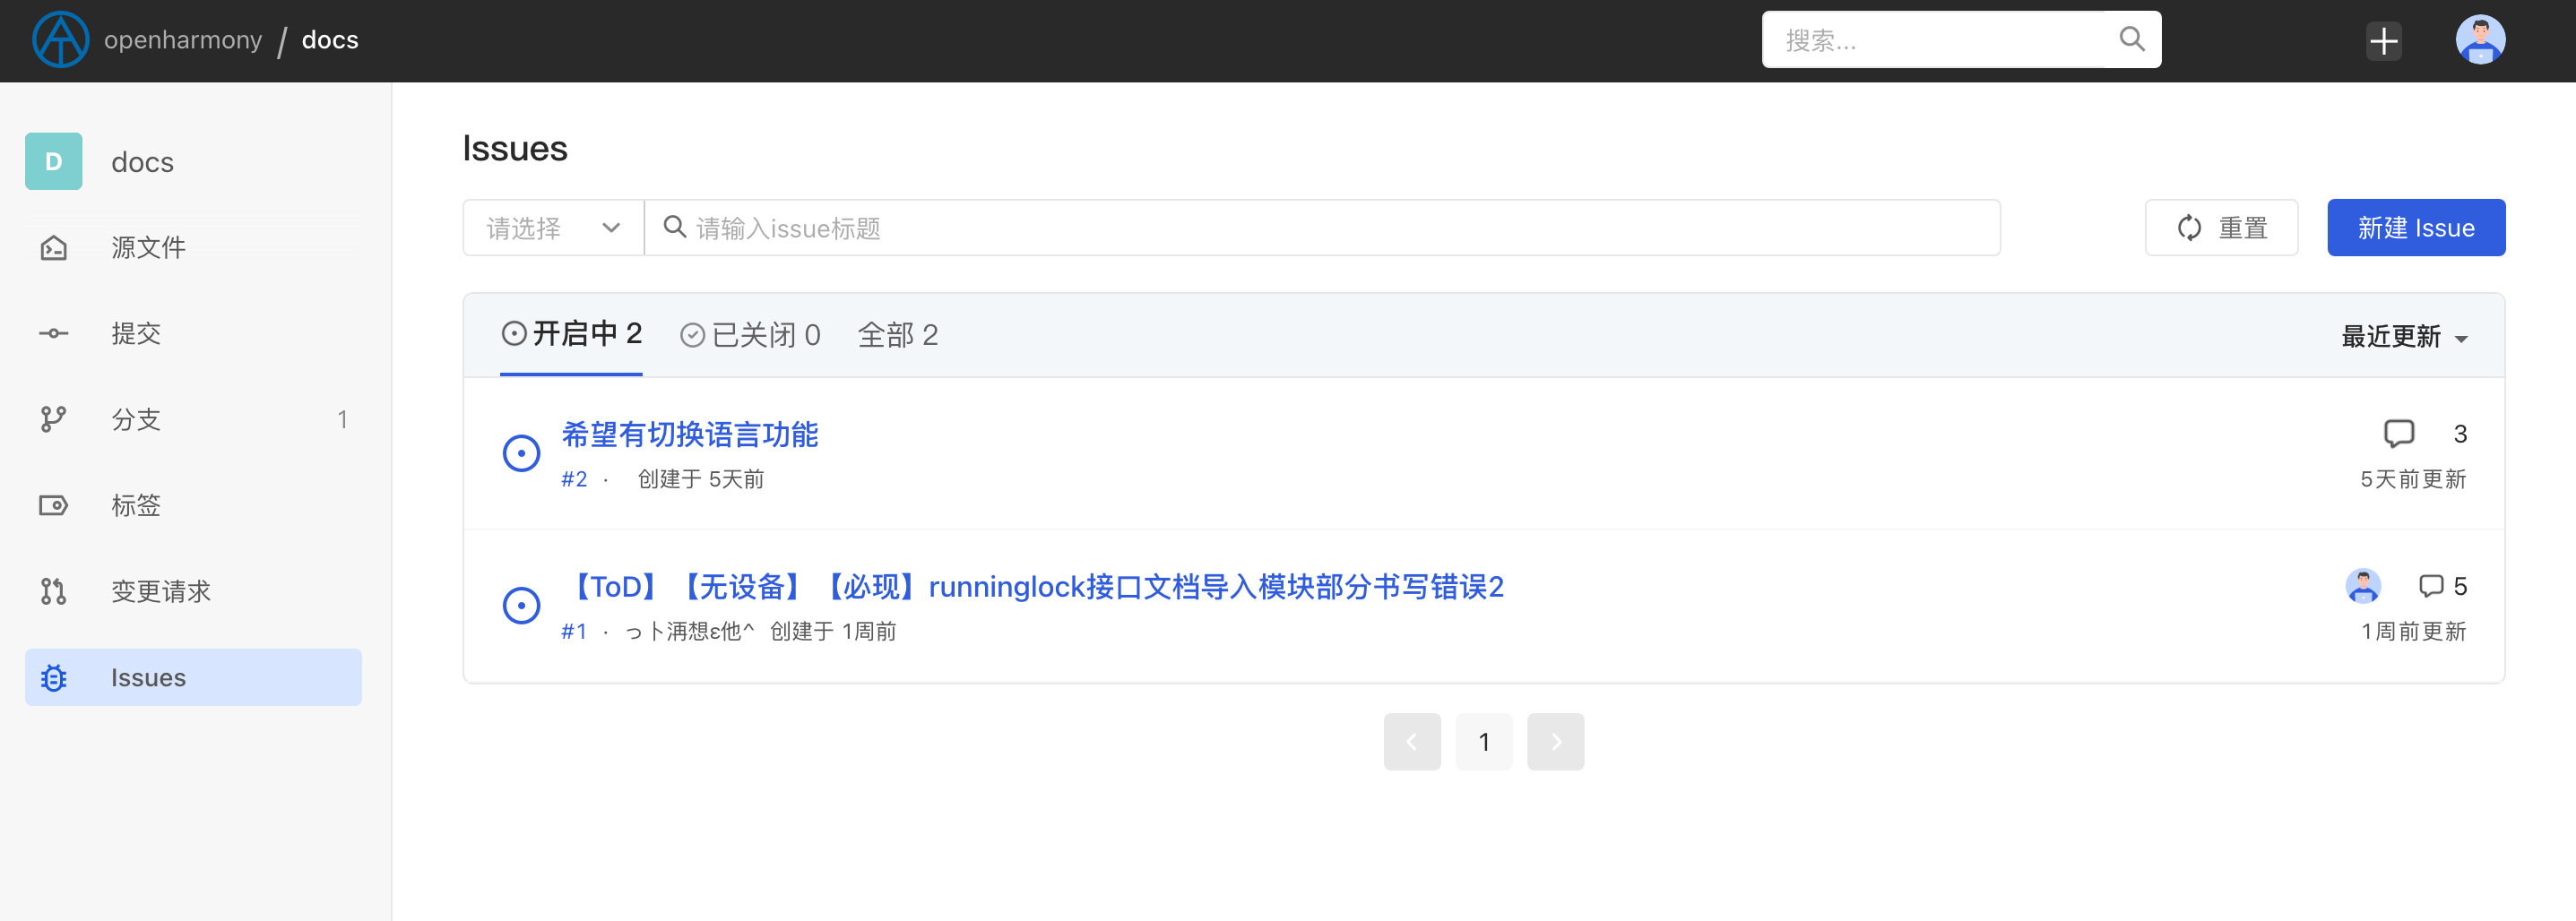 openharmony / docs
搜索...
D docs
源文件
提交
分支 1
标签
变更请求
Issues
Issues
请选择 请输入issue标题 重置 新建 Issue
开启中 2 已关闭 0 全部 2 最近更新
希望有切换语言功能 3
#2 · 创建于 5天前 5天前更新
【ToD】【无设备】【必现】runninglock接口文档导入模块部分书写错误2 5
#1 · っ卜洅想ε他^ 创建于 1周前 1周前更新
1